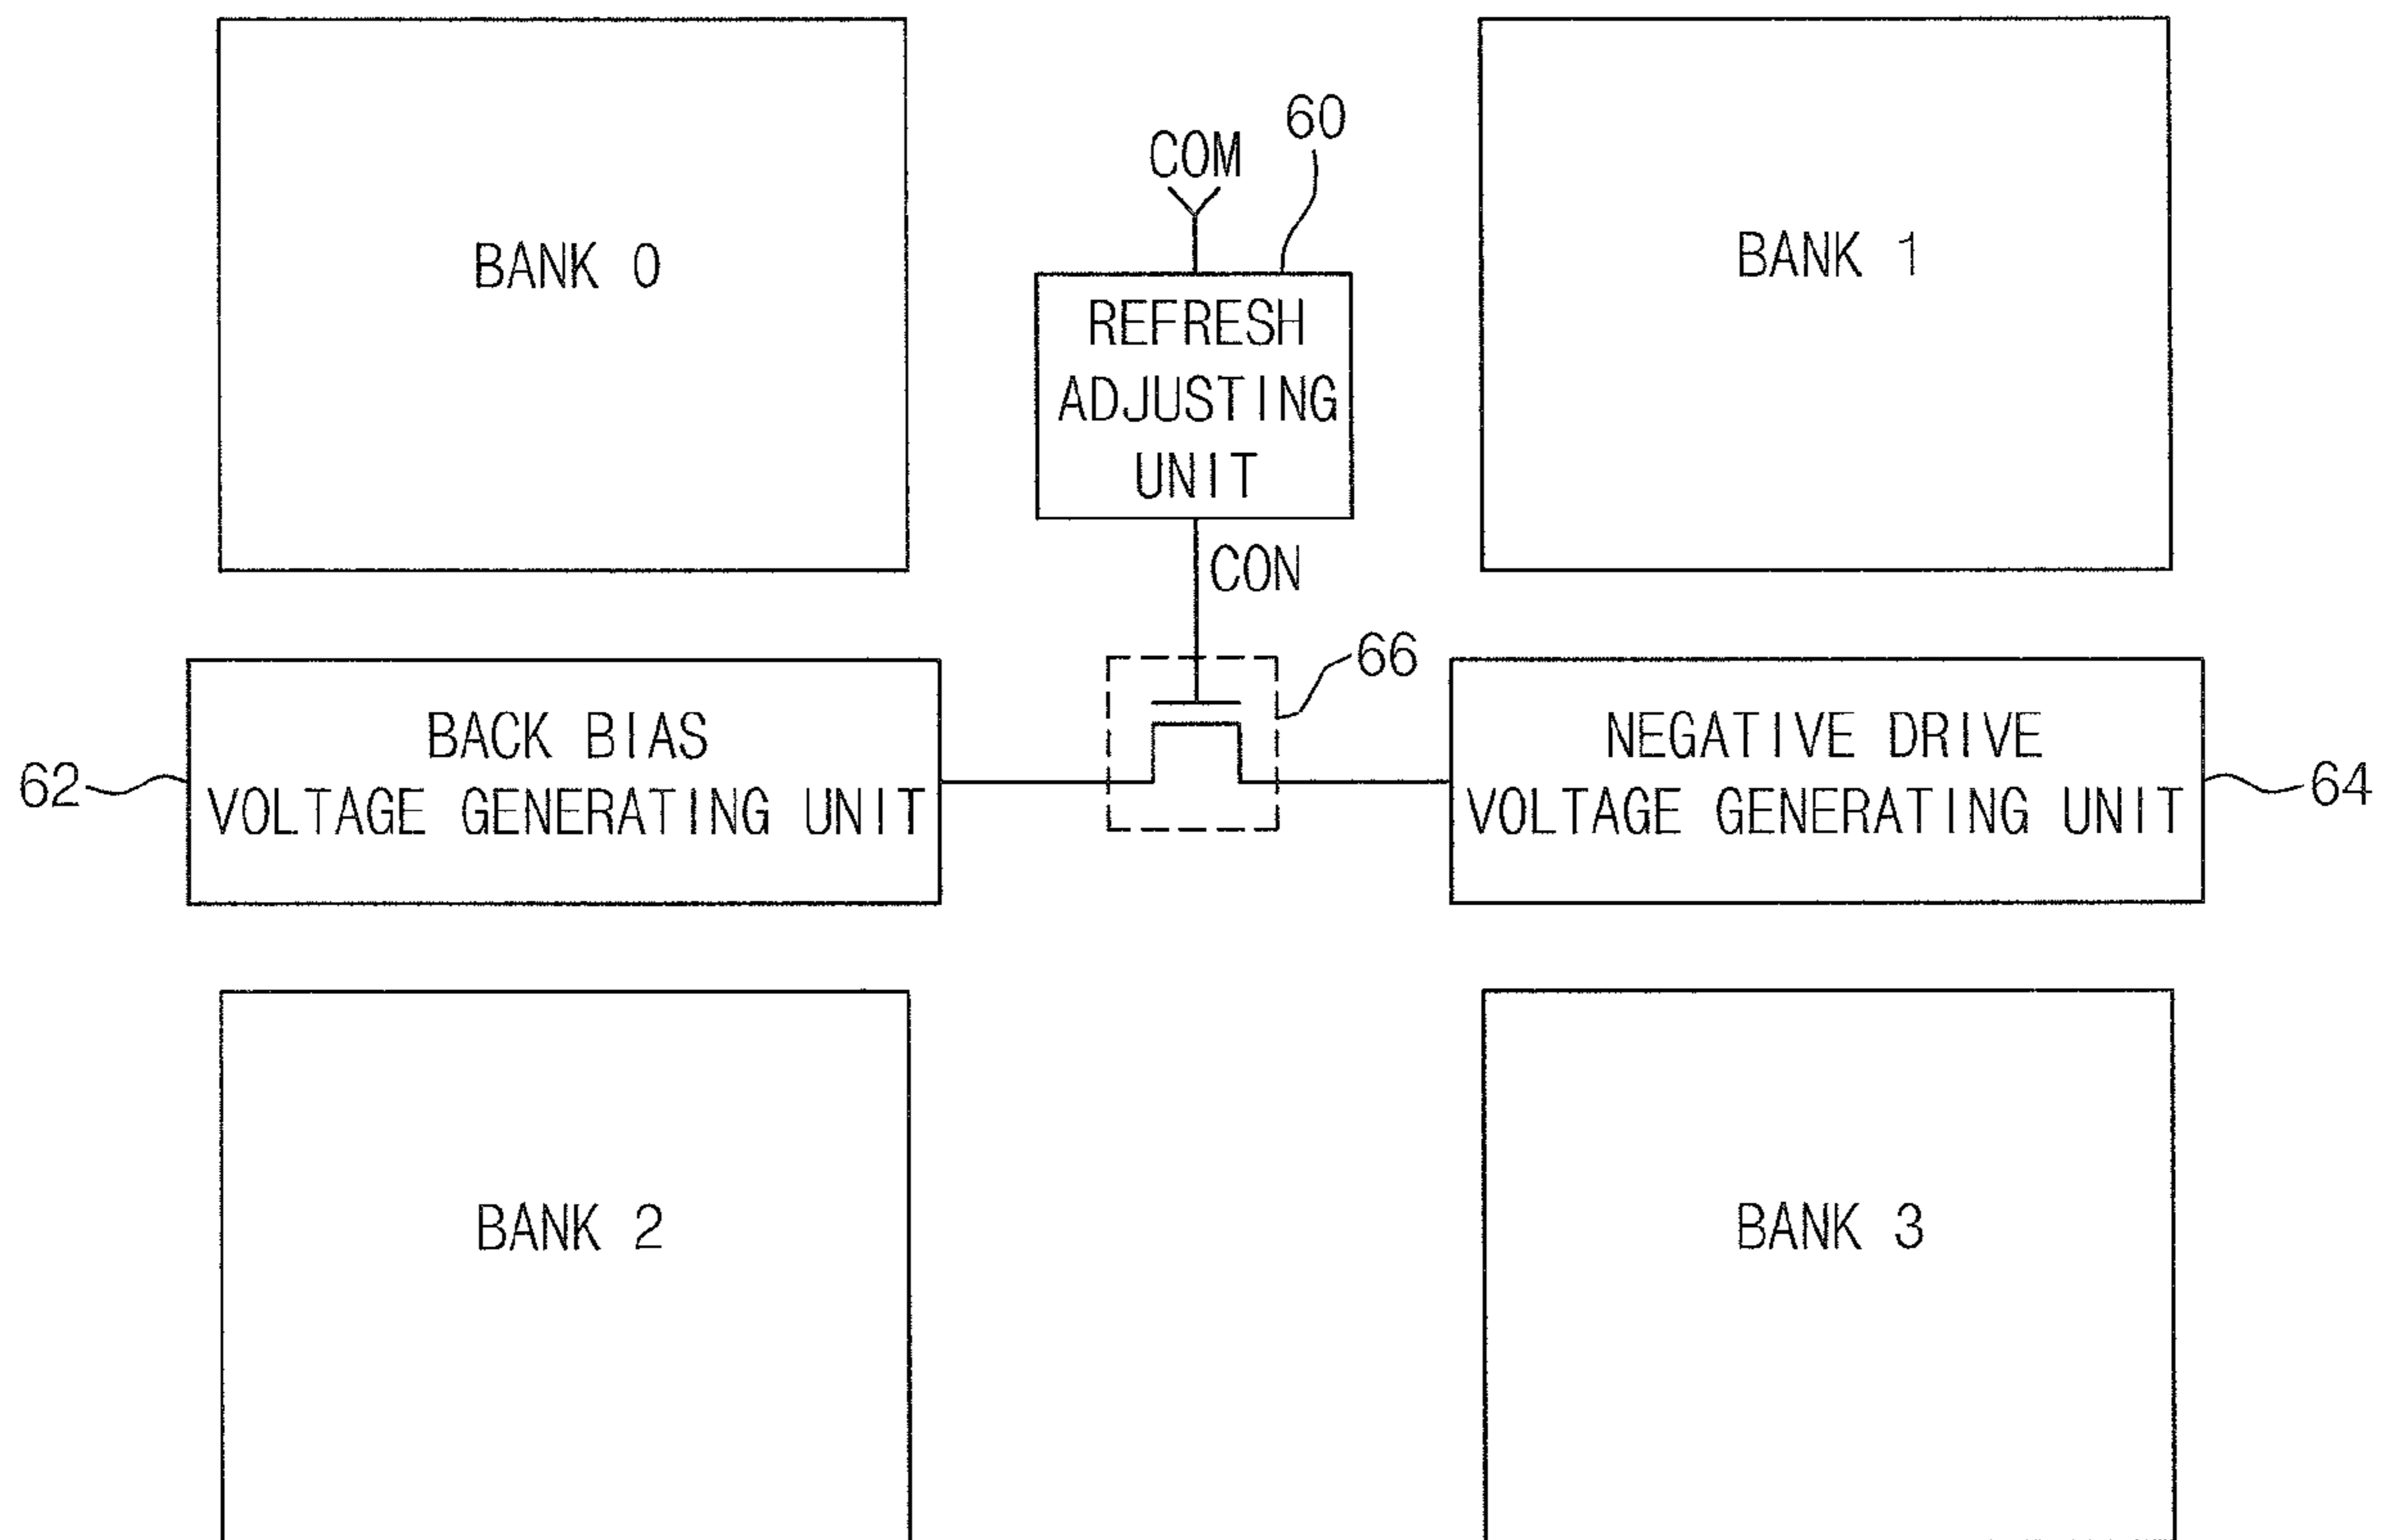 60
COM
BANK 0
BANK 1
REFRESH
ADJUSTING
UNIT
CON
66
BACK BIAS
VOLTAGE GENERATING UNIT
62
NEGATIVE DRIVE
VOLTAGE GENERATING UNIT
64
BANK 2
BANK 3